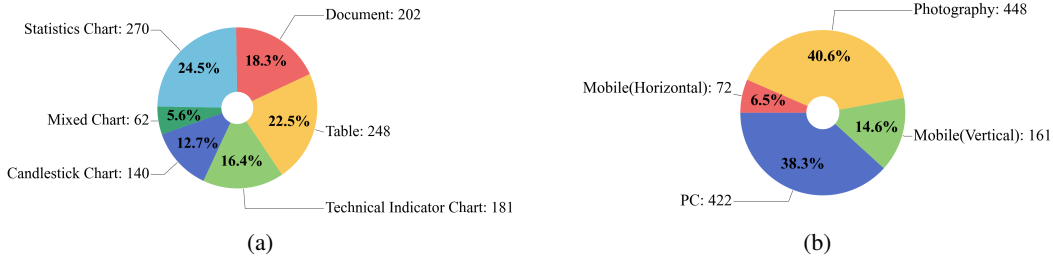 Document: 202
Statistics Chart: 270
18.3%
24.5%
Mixed Chart: 62
5.6%
22.5%
Table: 248
12.7%
16.4%
Candlestick Chart: 140
Technical Indicator Chart: 181
(a)
Photography: 448
40.6%
Mobile(Horizontal): 72
6.5%
14.6%
Mobile(Vertical): 161
38.3%
PC: 422
(b)